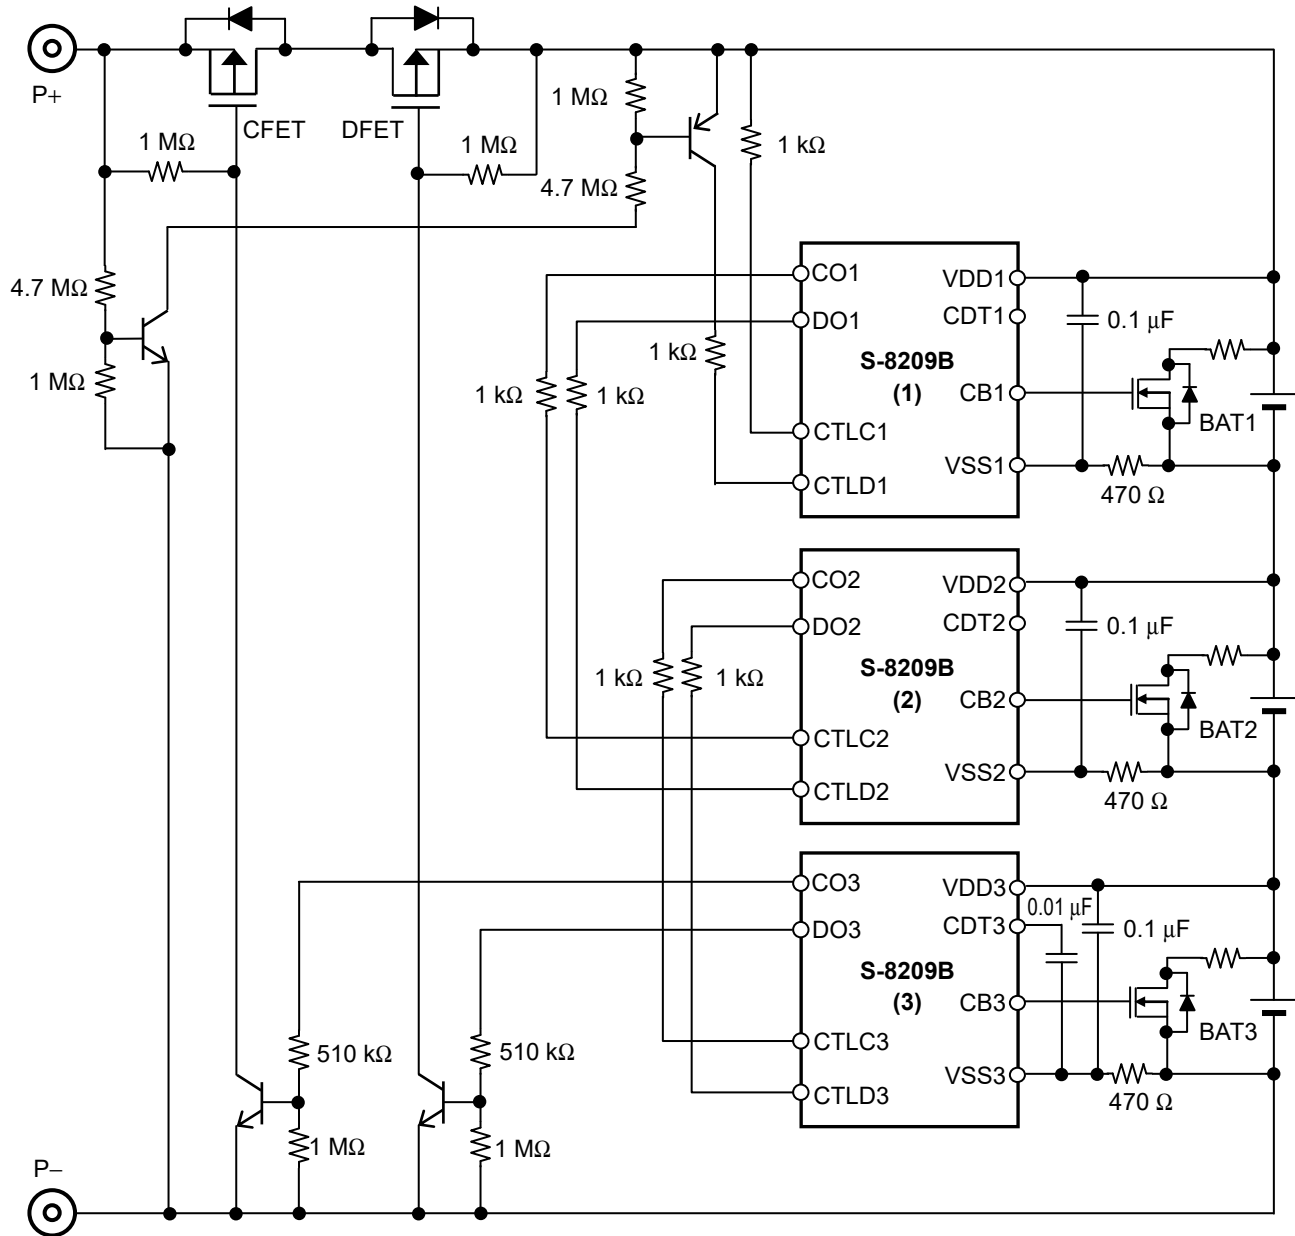 P+
CFET
DFET
1 MΩ
1 MΩ
1 MΩ
4.7 MΩ
1 kΩ
4.7 MΩ
1 MΩ
1 kΩ
1 kΩ
1 kΩ
CO1
DO1
S-8209B
(1)
CTLC1
CTLD1
VDD1
CDT1
CB1
VSS1
0.1 μF
BAT1
470 Ω
1 kΩ
1 kΩ
CO2
DO2
S-8209B
(2)
CTLC2
CTLD2
VDD2
CDT2
CB2
VSS2
0.1 μF
BAT2
470 Ω
CO3
DO3
S-8209B
(3)
CTLC3
CTLD3
VDD3
CDT3
CB3
VSS3
0.01 μF
0.1 μF
BAT3
470 Ω
510 kΩ
510 kΩ
1 MΩ
1 MΩ
P−